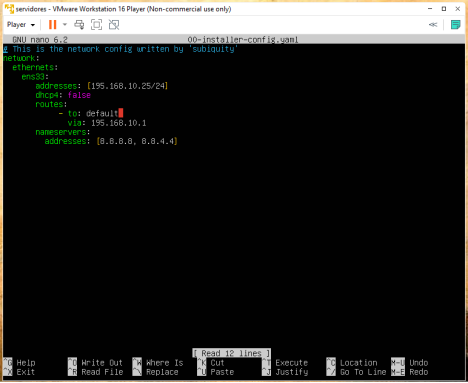 servidores - VMware Workstation 16 Player (Non-commercial use only)
Player
GNU nano 6.2 00-installer-config.yaml
# This is the network config written by 'subiquity'
network:
ethernets:
ens33:
addresses: [195.168.10.25/24]
dhcp4: false
routes:
- to: default
via: 195.168.10.1
nameservers:
addresses: [8.8.8.8, 8.8.4.4]
[ Read 12 lines ]
^G Help ^O Write Out ^W Where Is ^K Cut ^T Execute ^C Location M-U Undo
^X Exit ^R Read File ^\ Replace ^U Paste ^J Justify ^/ Go To Line M-E Redo